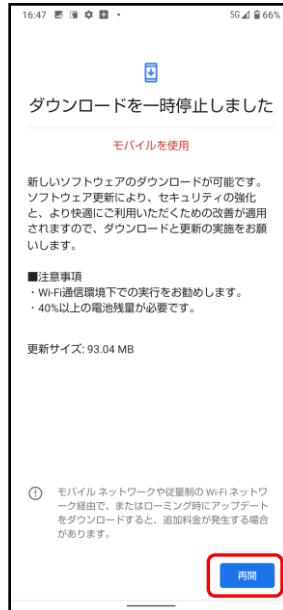 16:47 5G 66%
ダウンロードを一時停止しました
モバイルを使用
新しいソフトウェアのダウンロードが可能です。
ソフトウェア更新により、セキュリティの強化
と、より快適にご利用いただくための改善が適用
されますので、ダウンロードと更新の実施をお願
いします。
■注意事項
・Wi-Fi通信環境下での実行をお勧めします。
・40%以上の電池残量が必要です。
更新サイズ: 93.04 MB
モバイル ネットワークや従量制の Wi-Fi ネットワ
ーク経由で、またはローミング時にアップデート
をダウンロードすると、追加料金が発生する場合
があります。
再開